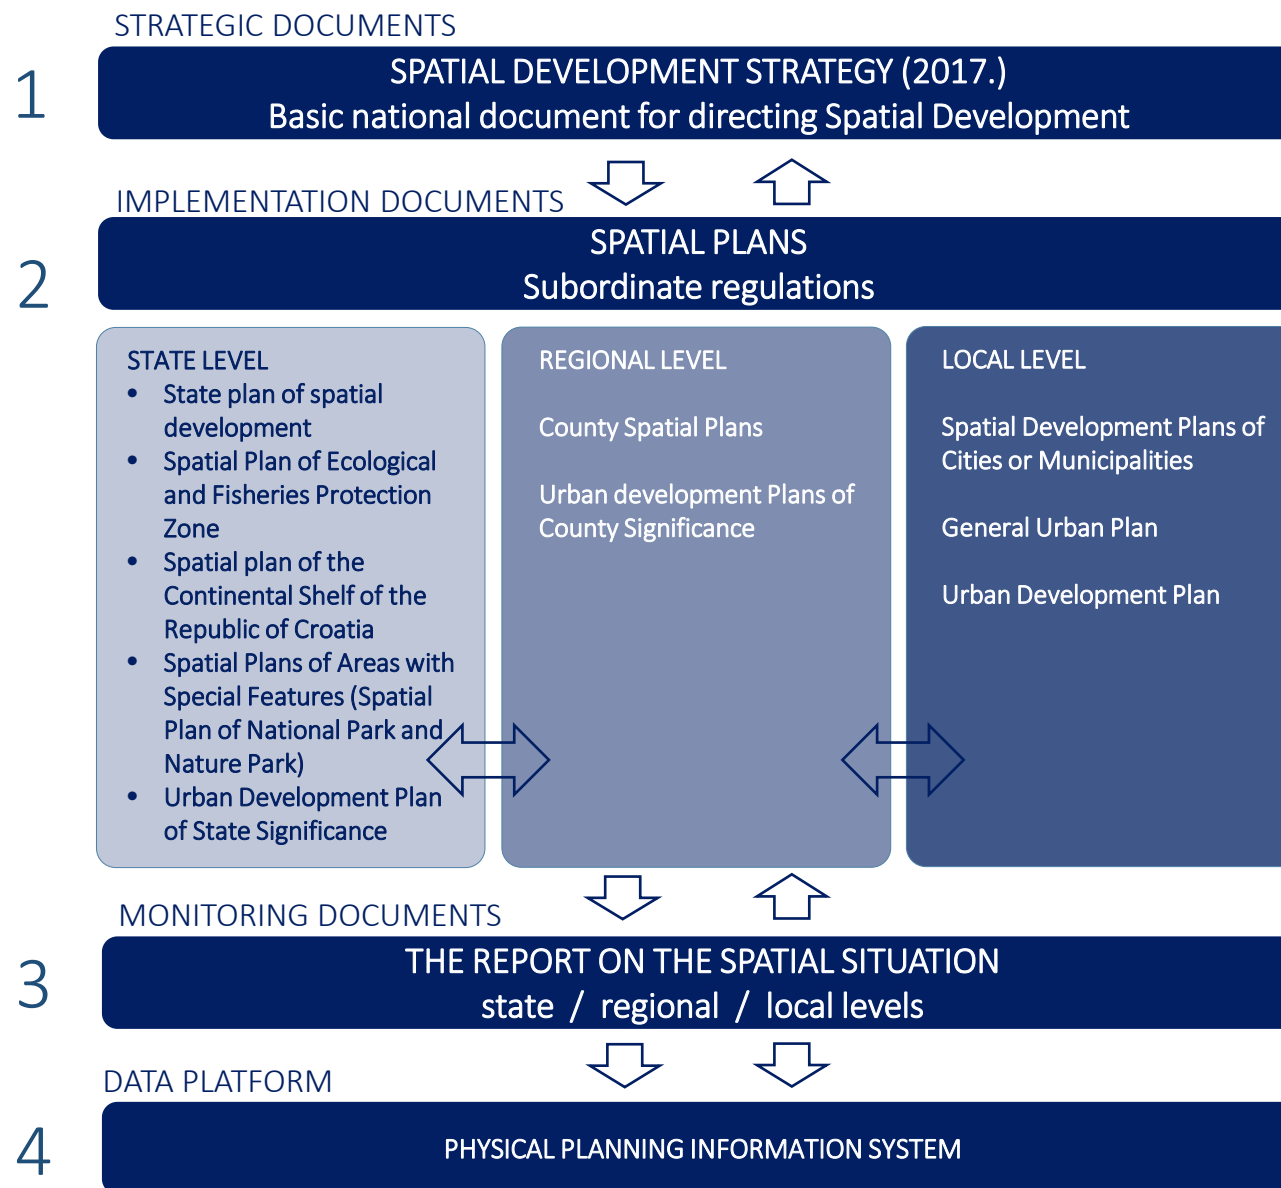 STRATEGIC DOCUMENTS
1
SPATIAL DEVELOPMENT STRATEGY (2017.)
Basic national document for directing Spatial Development
IMPLEMENTATION DOCUMENTS
2
SPATIAL PLANS
Subordinate regulations
STATE LEVEL
• State plan of spatial
development
• Spatial Plan of Ecological
and Fisheries Protection
Zone
• Spatial plan of the
Continental Shelf of the
Republic of Croatia
• Spatial Plans of Areas with
Special Features (Spatial
Plan of National Park and
Nature Park)
• Urban Development Plan
of State Significance
REGIONAL LEVEL
County Spatial Plans
Urban development Plans of
County Significance
LOCAL LEVEL
Spatial Development Plans of
Cities or Municipalities
General Urban Plan
Urban Development Plan
MONITORING DOCUMENTS
3
THE REPORT ON THE SPATIAL SITUATION
state / regional / local levels
DATA PLATFORM
4
PHYSICAL PLANNING INFORMATION SYSTEM